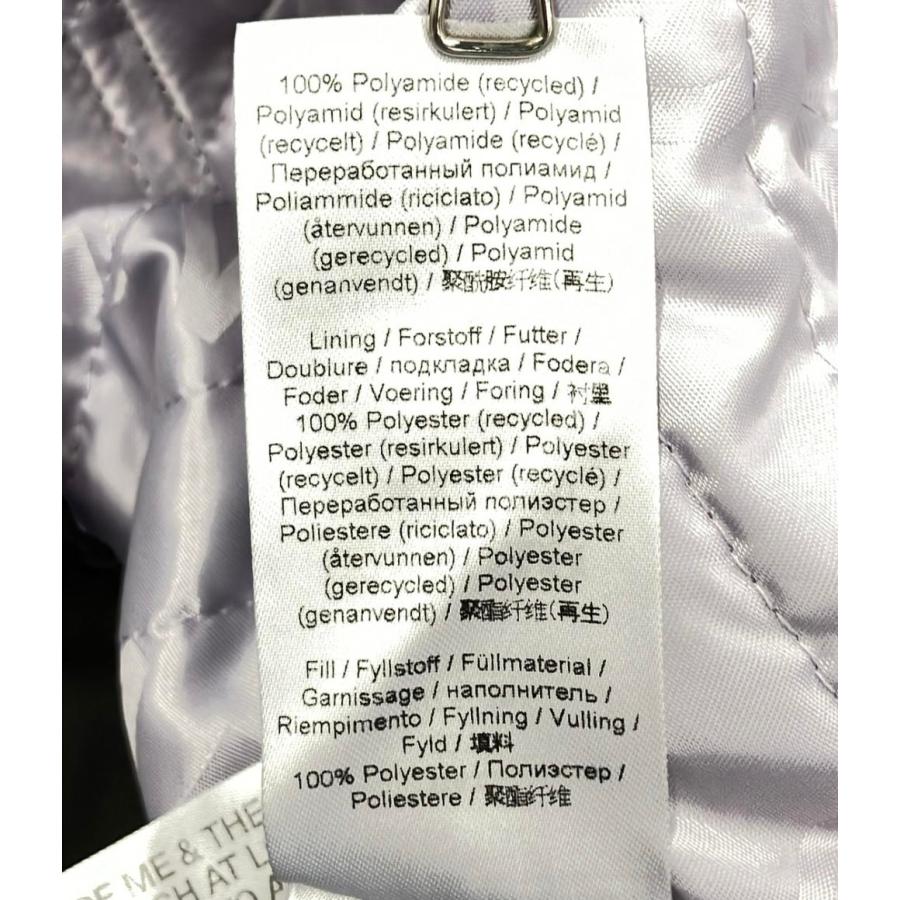 100% Polyamide (recycled) /
Polyamid (resirkulert) / Polyamid
(recycelt) / Polyamide (recyclé) /
Переработанный полиамид /
Poliammide (riciclato) / Polyamid
(återvunnen) / Polyamide
(gerecycled) / Polyamid
(genanvendt) / 聚酰胺纤维(再生)
Lining / Forstoff / Futter /
Doublure / подкладка / Fodera /
Foder / Voering / Foring / 衬里
100% Polyester (recycled) /
Polyester (resirkulert) / Polyester
(recycelt) / Polyester (recyclé) /
Переработанный полиэстер /
Poliestere (riciclato) / Polyester
(återvunnen) / Polyester
(gerecycled) / Polyester
(genanvendt) / 聚酯纤维(再生)
Fill / Fyllstoff / Füllmaterial /
Garnissage / наполнитель /
Riempimento / Fyllning / Vulling /
Fyld / 填料
100% Polyester / Полиэстер /
Poliestere / 聚酯纤维
ME & THE
AT